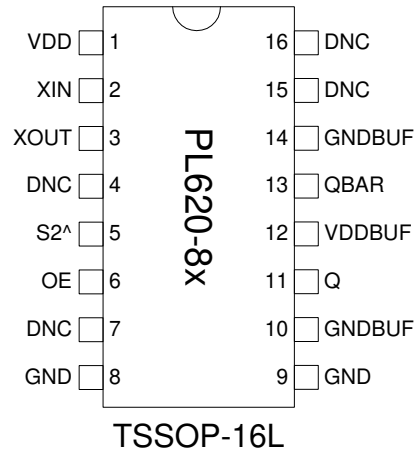 VDD 1 16 DNC
XIN 2 15 DNC
XOUT 3 14 GNDBUF
DNC 4 13 QBAR
S2^ 5 12 VDDBUF
OE 6 11 Q
DNC 7 10 GNDBUF
GND 8 9 GND
PL620-8x
TSSOP-16L